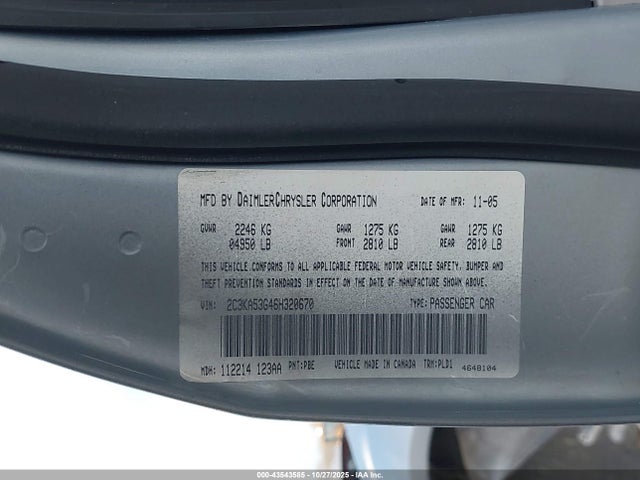 MFD BY DAIMLERCHRYSLER CORPORATION DATE OF MFR: 11-05
GVWR 2246 KG GAWR 1275 KG GAWR 1275 KG
04950 LB FRONT 2810 LB REAR 2810 LB
THIS VEHICLE CONFORMS TO ALL APPLICABLE FEDERAL MOTOR VEHICLE SAFETY, BUMPER AND
THEFT PREVENTION STANDARDS IN EFFECT ON THE DATE OF MANUFACTURE SHOWN ABOVE.
VIN: 2C3KA53G46H320670 TYPE: PASSENGER CAR
MDH: 112214 123AA PNT: PBE VEHICLE MADE IN CANADA TRM: PLD1
4648104
000-43543565 - 10/27/2025 - IAA